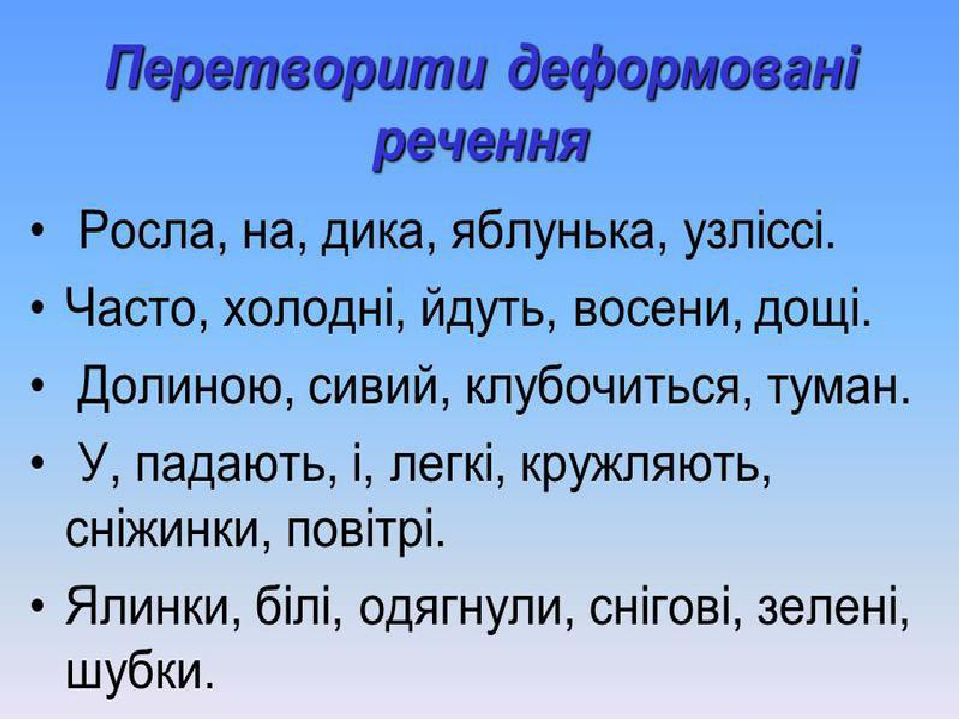 Перетворити деформовані
речення
• Росла, на, дика, яблунька, узліссі.
• Часто, холодні, йдуть, восени, дощі.
• Долиною, сивий, клубочиться, туман.
• У, падають, і, легкі, кружляють,
сніжинки, повітрі.
• Ялинки, білі, одягнули, снігові, зелені,
шубки.